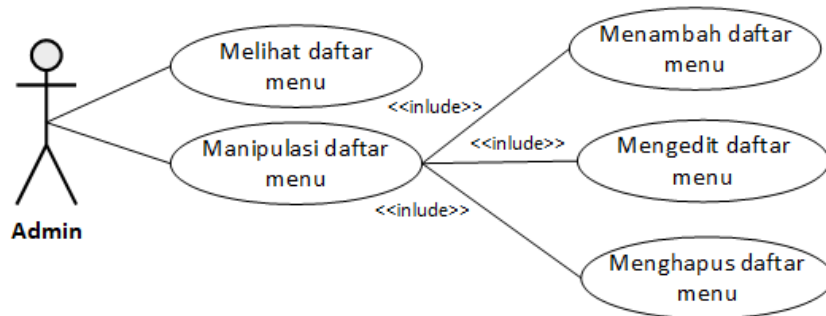 Melihat daftar
menu
Manipulasi daftar
menu
Admin
<<inlude>>
<<inlude>>
<<inlude>>
Menambah daftar
menu
Mengedit daftar
menu
Menghapus daftar
menu